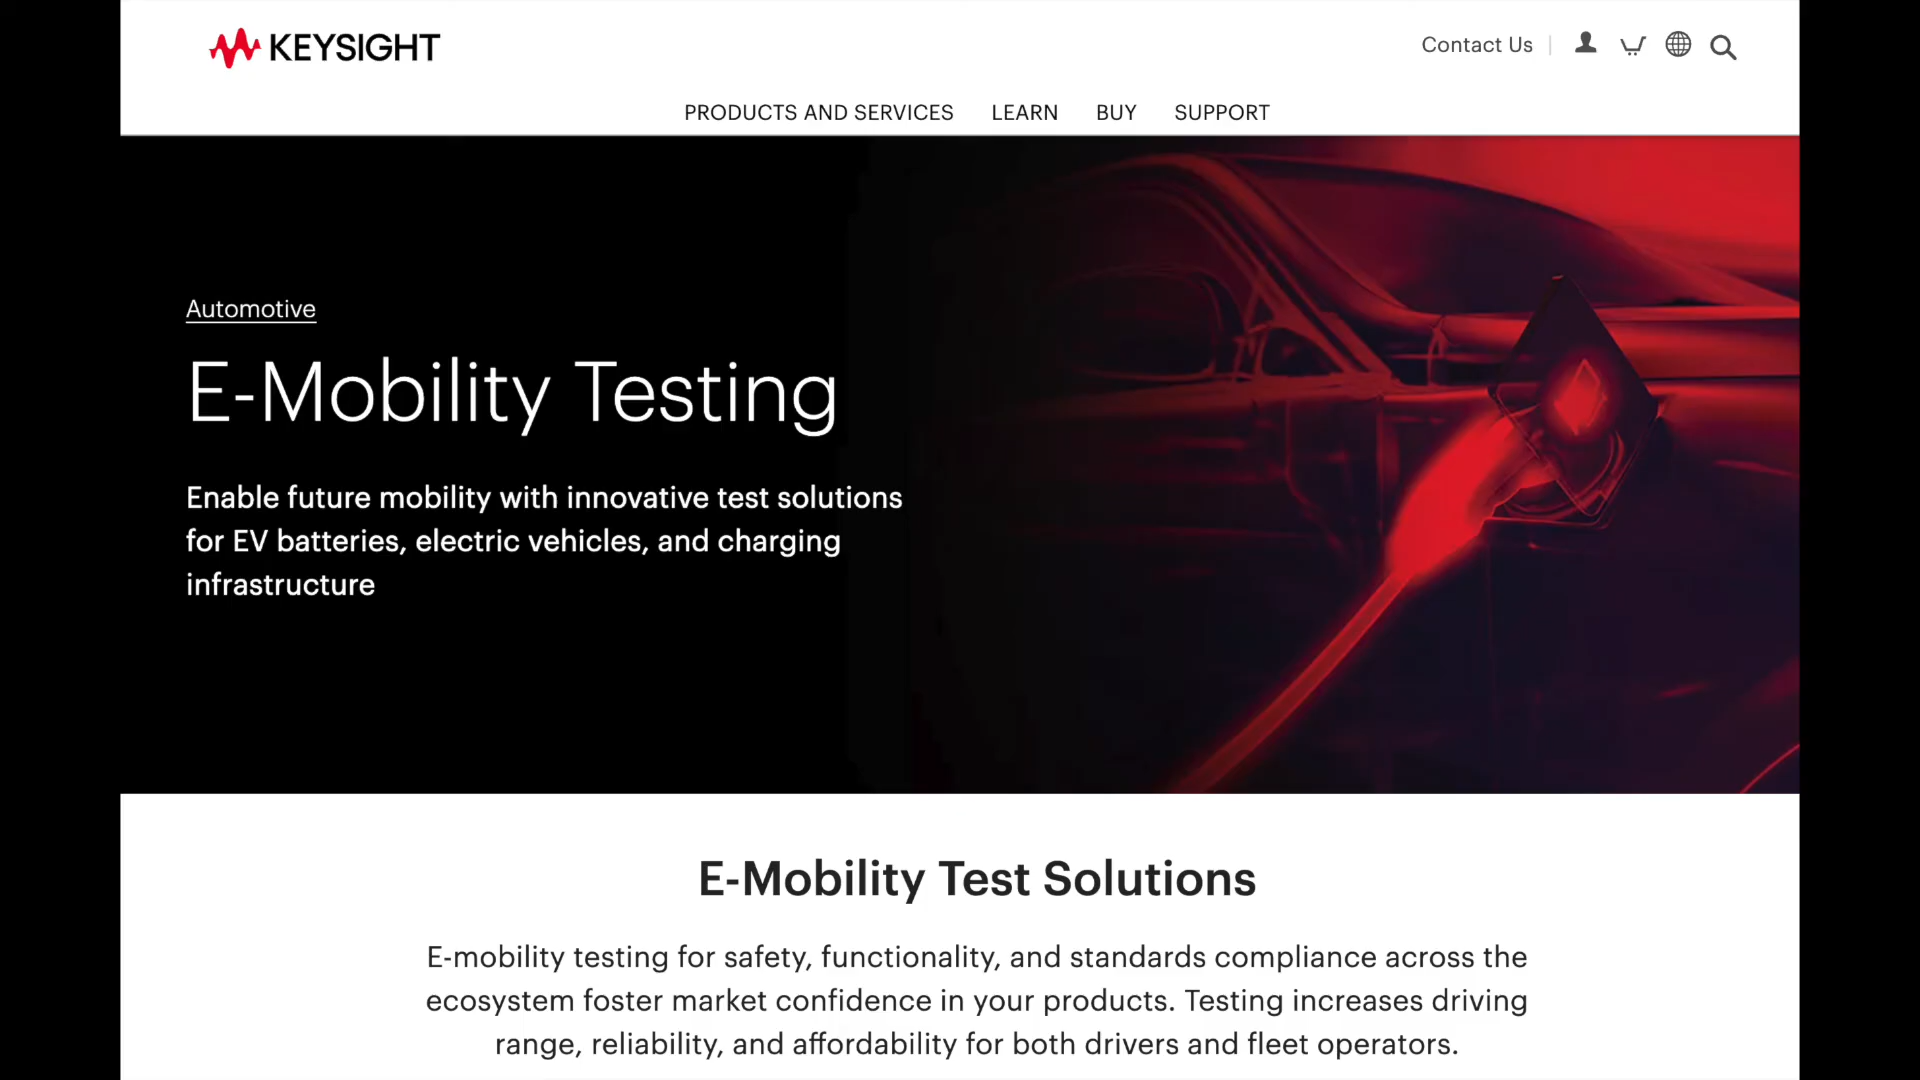 KEYSIGHT
Contact Us
PRODUCTS AND SERVICES LEARN BUY SUPPORT
Automotive
E-Mobility Testing
Enable future mobility with innovative test solutions
for EV batteries, electric vehicles, and charging
infrastructure
E-Mobility Test Solutions
E-mobility testing for safety, functionality, and standards compliance across the
ecosystem foster market confidence in your products. Testing increases driving
range, reliability, and affordability for both drivers and fleet operators.